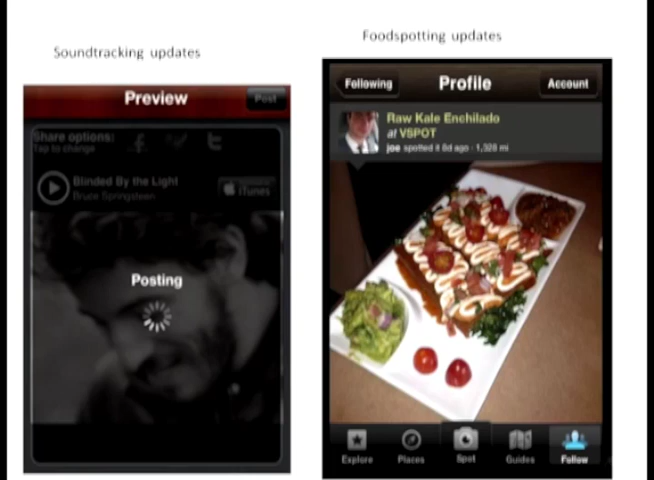 Soundtracking updates
Foodspotting updates
Preview
Post
Share options:
Tap to change
Blinded By the Light
Bruce Springsteen
iTunes
Posting
Following
Profile
Account
Raw Kale Enchilado
at VSPOT
joe spotted it 8d ago · 1,328 mi
Explore
Places
Spot
Guides
Follow